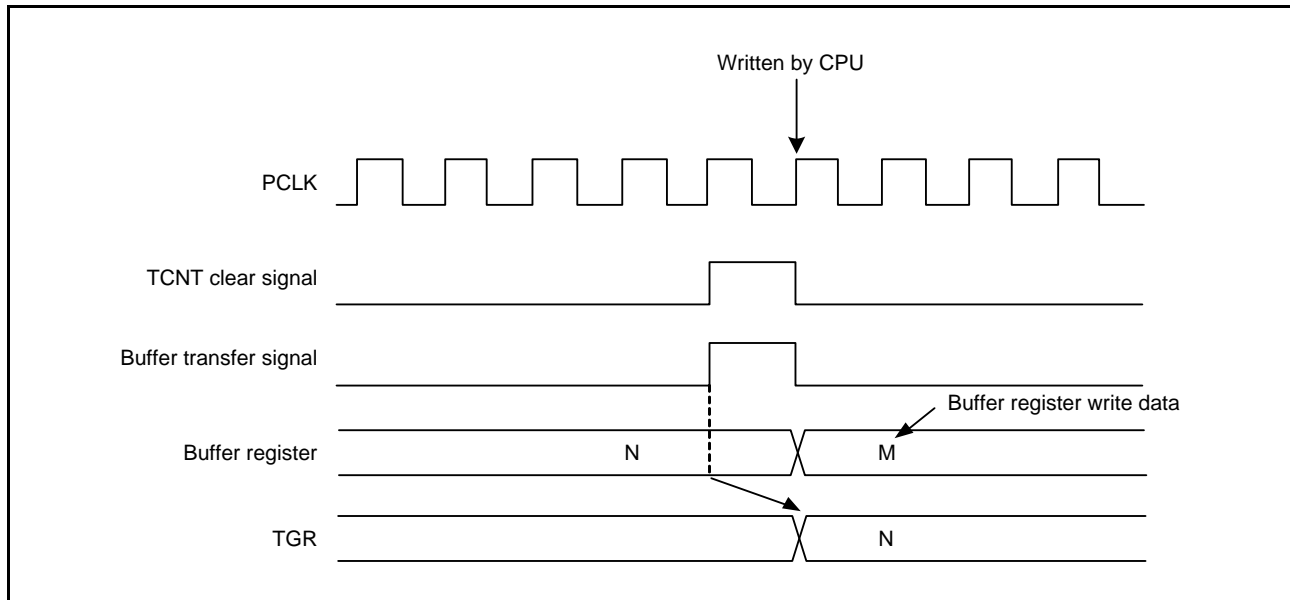 Written by CPU
PCLK
TCNT clear signal
Buffer transfer signal
Buffer register write data
Buffer register
N
M
TGR
N